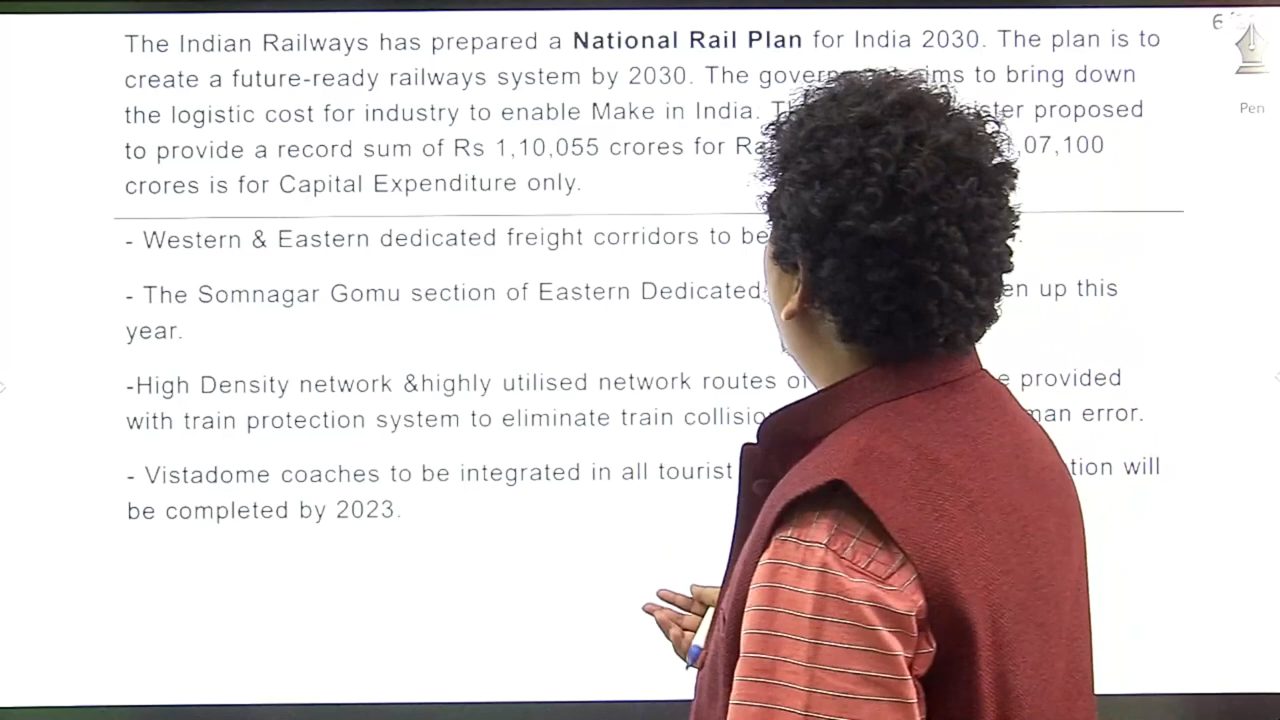 The Indian Railways has prepared a National Rail Plan for India 2030. The plan is to
create a future-ready railways system by 2030. The aims to bring down
the logistic cost for industry to enable Make in India. proposed
to provide a record sum of Rs 1,10,055 crores for 07,100
crores is for Capital Expenditure only.
- Western & Eastern dedicated freight corridors to be
- The Somnagar Gomu section of Eastern Dedicated up this
year.
-High Density network &highly utilised network routes of provided
with train protection system to eliminate train error.
- Vistadome coaches to be integrated in all tourist will
be completed by 2023.
Pen